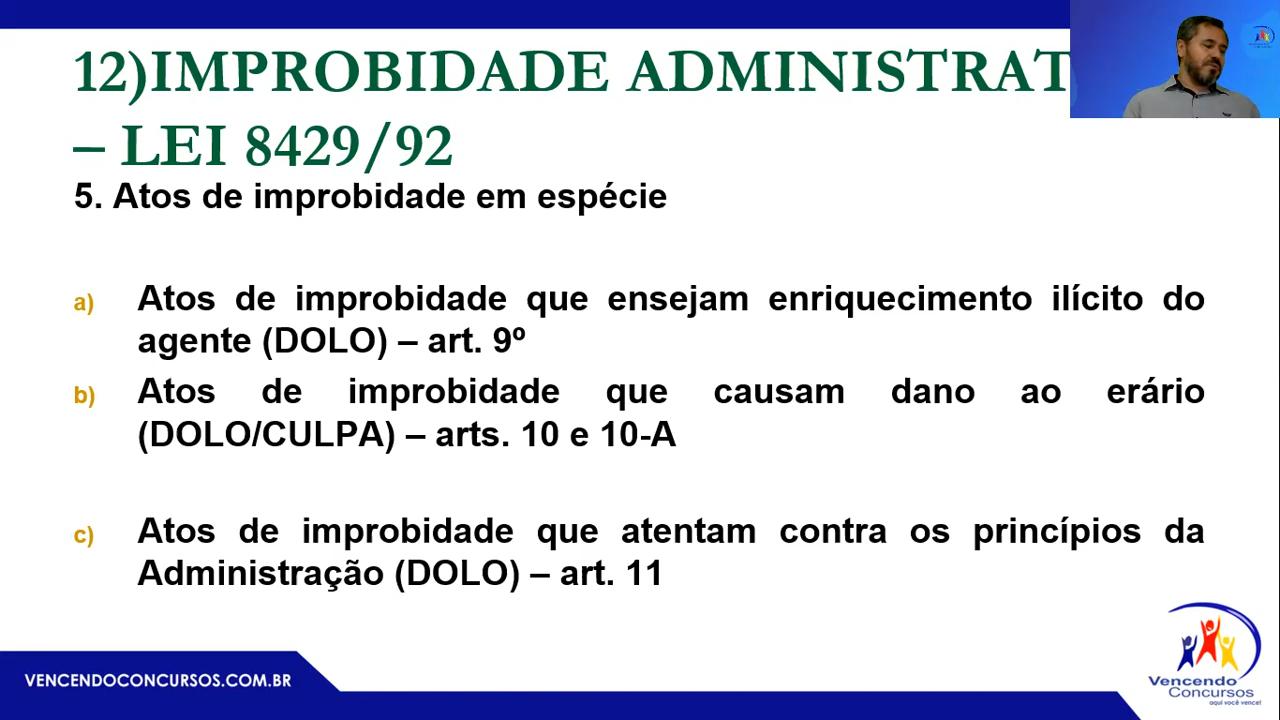 12)IMPROBIDADE ADMINISTRAT
– LEI 8429/92
5. Atos de improbidade em espécie
a) Atos de improbidade que ensejam enriquecimento ilícito do
agente (DOLO) – art. 9º
b) Atos de improbidade que causam dano ao erário
(DOLO/CULPA) – arts. 10 e 10-A
c) Atos de improbidade que atentam contra os princípios da
Administração (DOLO) – art. 11
VENCENDOCONCURSOS.COM.BR
Vencendo
Concursos
aqui você vence!